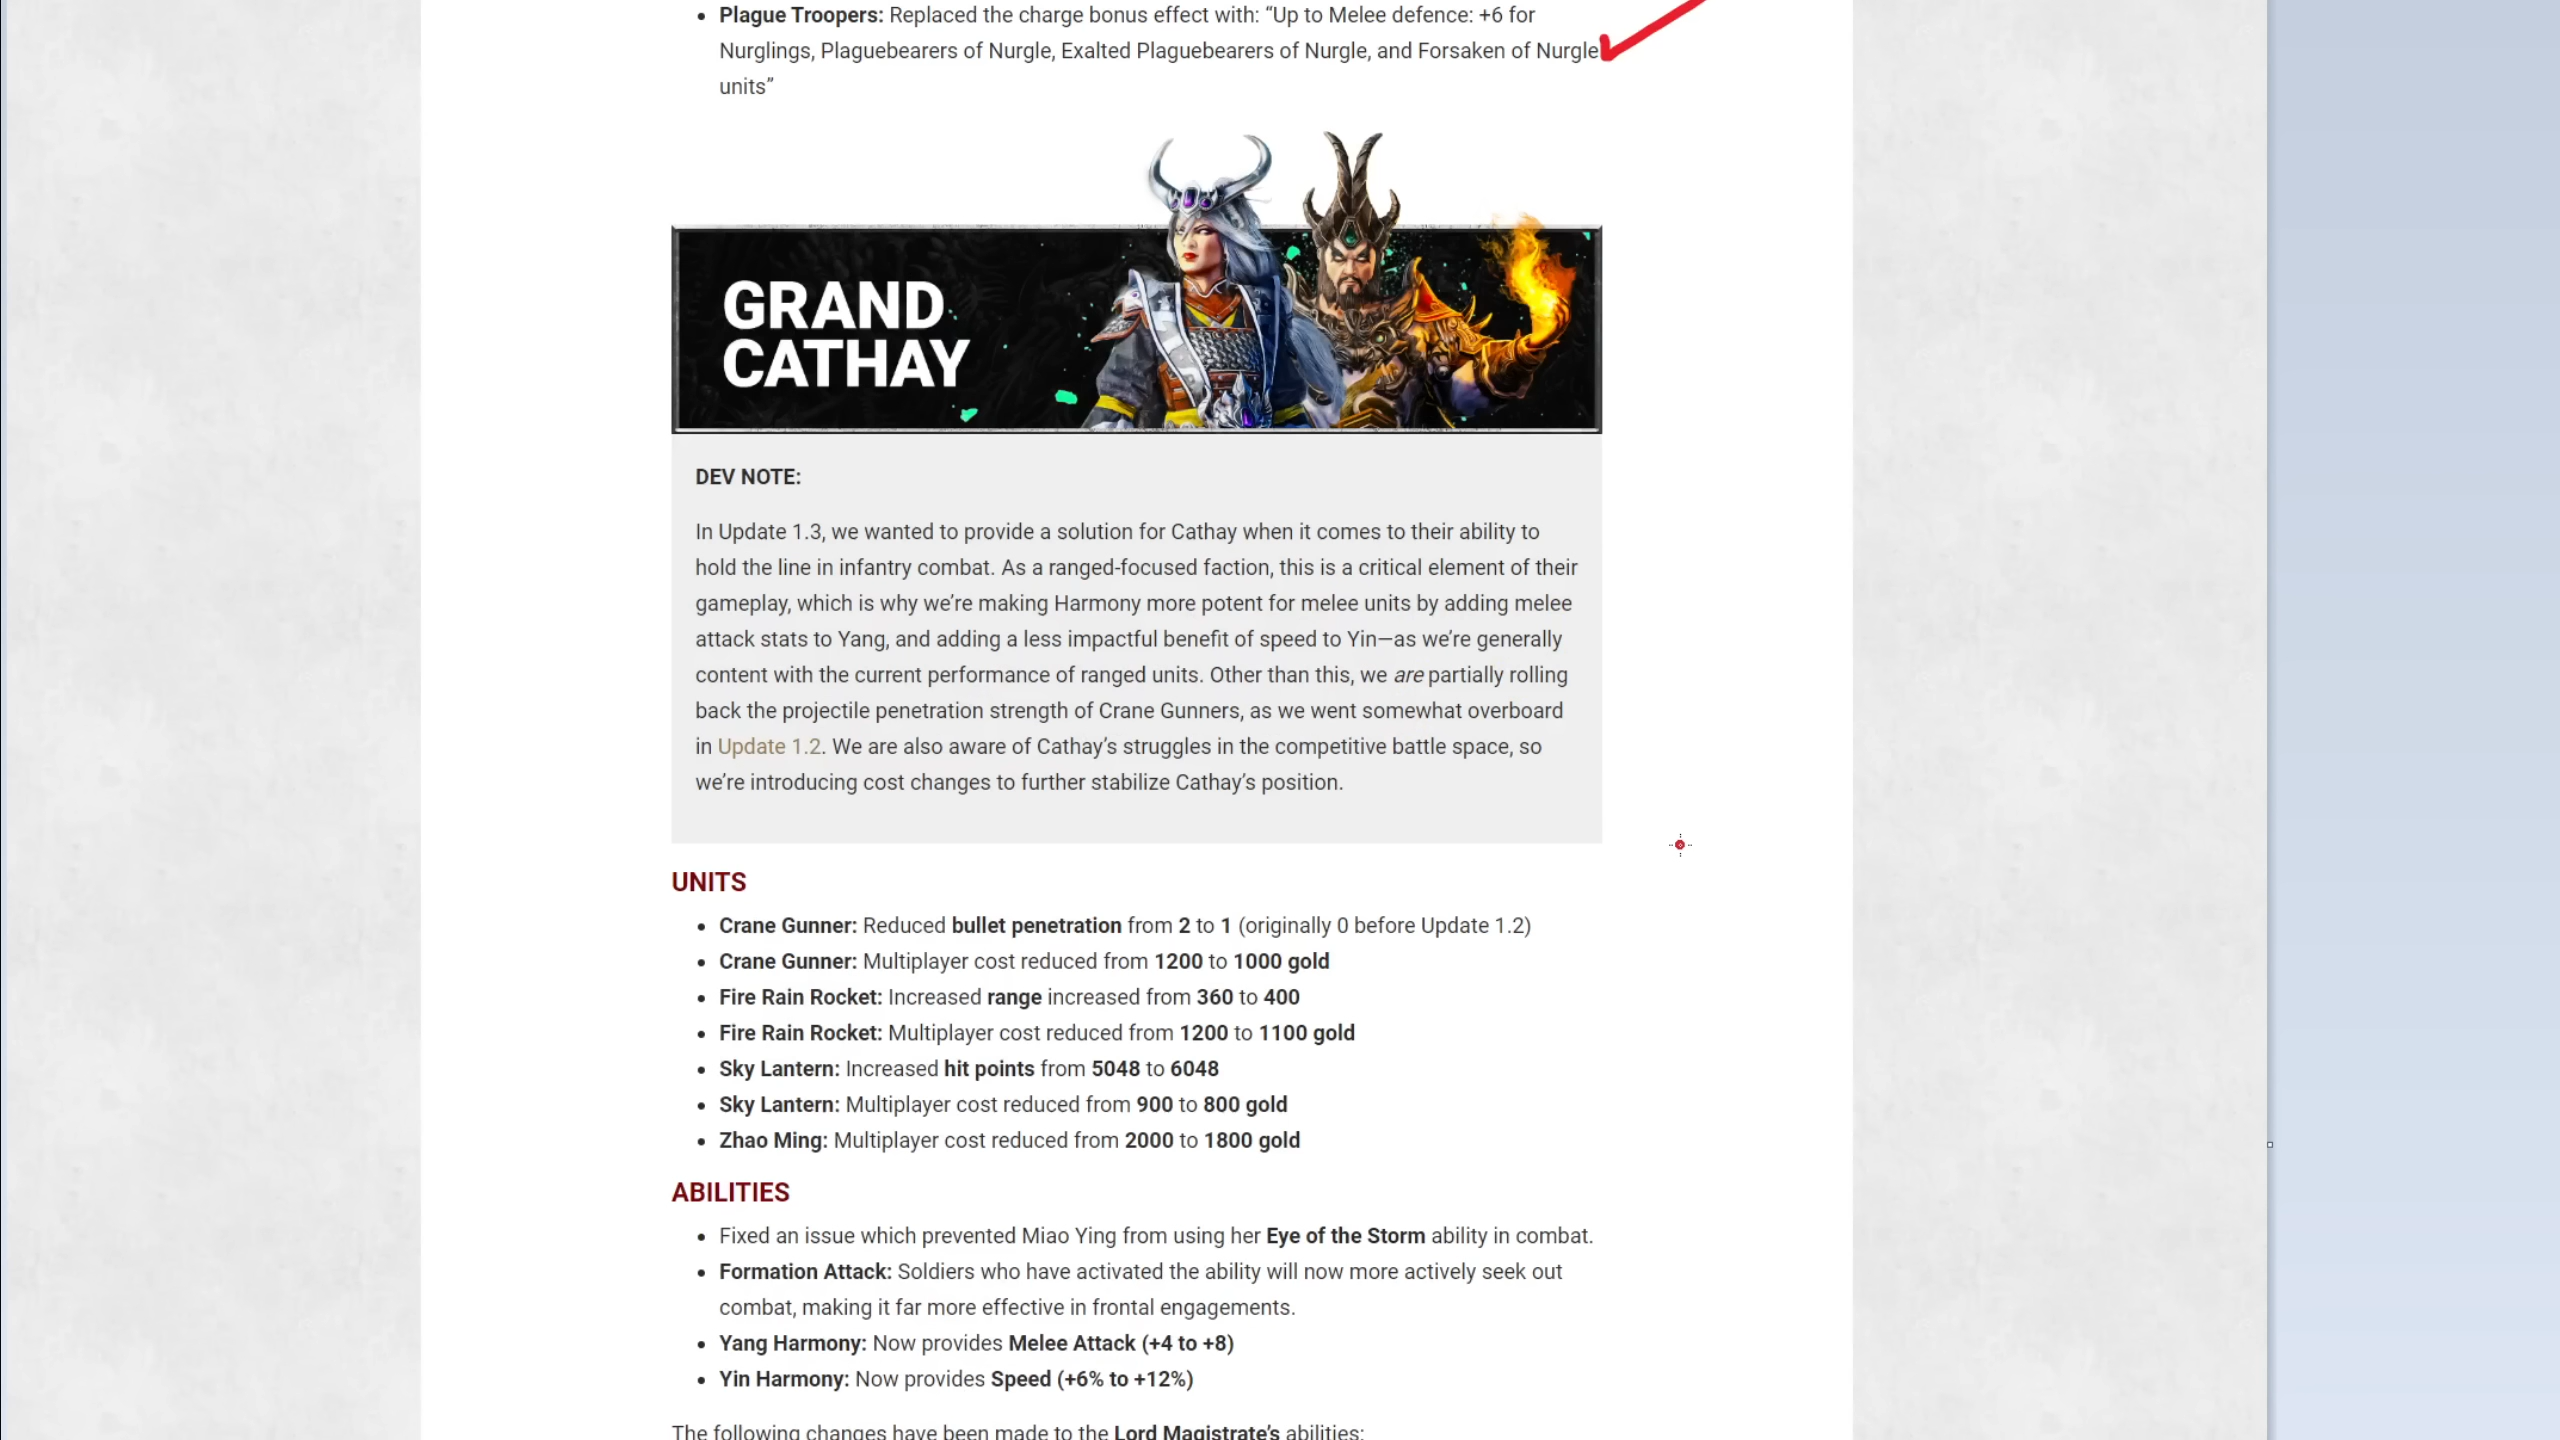 • Plague Troopers: Replaced the charge bonus effect with: “Up to Melee defence: +6 for
Nurglings, Plaguebearers of Nurgle, Exalted Plaguebearers of Nurgle, and Forsaken of Nurgle
units”
GRAND
CATHAY
DEV NOTE:
In Update 1.3, we wanted to provide a solution for Cathay when it comes to their ability to
hold the line in infantry combat. As a ranged-focused faction, this is a critical element of their
gameplay, which is why we’re making Harmony more potent for melee units by adding melee
attack stats to Yang, and adding a less impactful benefit of speed to Yin—as we’re generally
content with the current performance of ranged units. Other than this, we are partially rolling
back the projectile penetration strength of Crane Gunners, as we went somewhat overboard
in Update 1.2. We are also aware of Cathay’s struggles in the competitive battle space, so
we’re introducing cost changes to further stabilize Cathay’s position.
UNITS
• Crane Gunner: Reduced bullet penetration from 2 to 1 (originally 0 before Update 1.2)
• Crane Gunner: Multiplayer cost reduced from 1200 to 1000 gold
• Fire Rain Rocket: Increased range increased from 360 to 400
• Fire Rain Rocket: Multiplayer cost reduced from 1200 to 1100 gold
• Sky Lantern: Increased hit points from 5048 to 6048
• Sky Lantern: Multiplayer cost reduced from 900 to 800 gold
• Zhao Ming: Multiplayer cost reduced from 2000 to 1800 gold
ABILITIES
• Fixed an issue which prevented Miao Ying from using her Eye of the Storm ability in combat.
• Formation Attack: Soldiers who have activated the ability will now more actively seek out
combat, making it far more effective in frontal engagements.
• Yang Harmony: Now provides Melee Attack (+4 to +8)
• Yin Harmony: Now provides Speed (+6% to +12%)
The following changes have been made to the Lord Magistrate’s abilities: